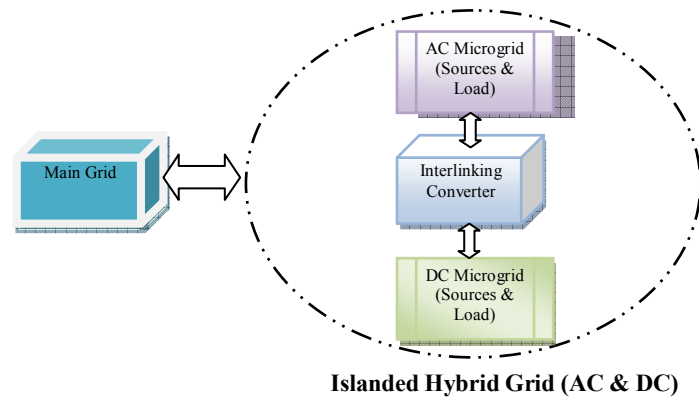 AC Microgrid
(Sources &
Load)
Main Grid
Interlinking
Converter
DC Microgrid
(Sources &
Load)
Islanded Hybrid Grid (AC & DC)